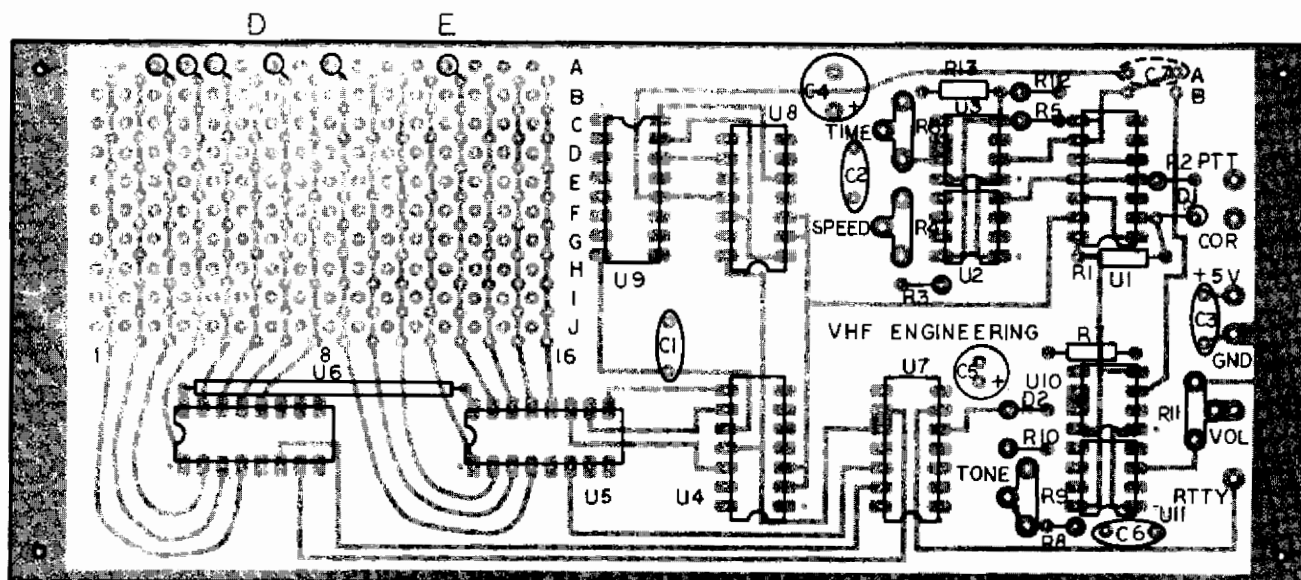 D E
A
B
C
D
E
F
G
H
I
J
1 8 16
U6
U5
U9
U8
C4 +
C1
TIME
C2
SPEED
R13
R12
U3
R5
R6
R4
U2
R3
C7 A
B
R2 PTT
D1
COR
R1 U1
+5V
C3
GND
VHF ENGINEERING
U7
C5 +
U10
D2
R10
R11
VOL
TONE
R9
R8
U4
C6
U11
RTTY